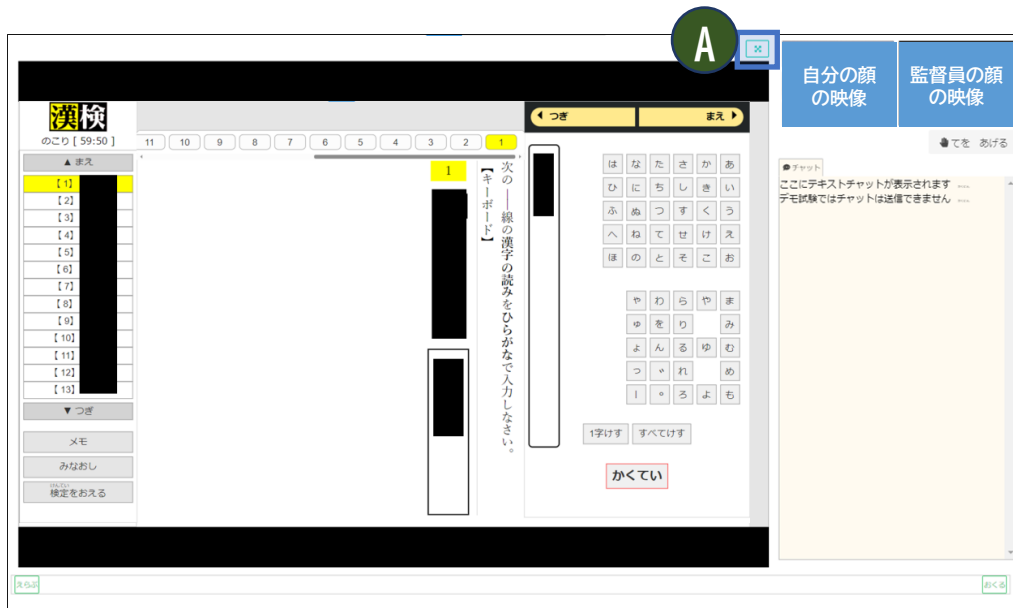 A
自分の顔
の映像
監督員の顔
の映像
てを あげる
チャット
ここにテキストチャットが表示されます
デモ試験ではチャットは送信できません
漢検
のこり [ 59:50 ]
▲ まえ
【 1】
【 2】
【 3】
【 4】
【 5】
【 6】
【 7】
【 8】
【 9】
【 10】
【 11】
【 12】
【 13】
▼ つぎ
メモ
みなおし
けんてい
検定をおえる
11 10 9 8 7 6 5 4 3 2 1
次の ──線の漢字の読みをひらがなで入力しなさい。
【キーボード】
1
つぎ
まえ
は な た さ か あ
ひ に ち し き い
ふ ぬ つ す く う
へ ね て せ け え
ほ の と そ こ お
ゃ わ ら や ま
ゅ を り み
ょ ん る ゆ む
っ ゛ れ め
ー ゜ ろ よ も
1字けす すべてけす
かくてい
えらぶ
おくる